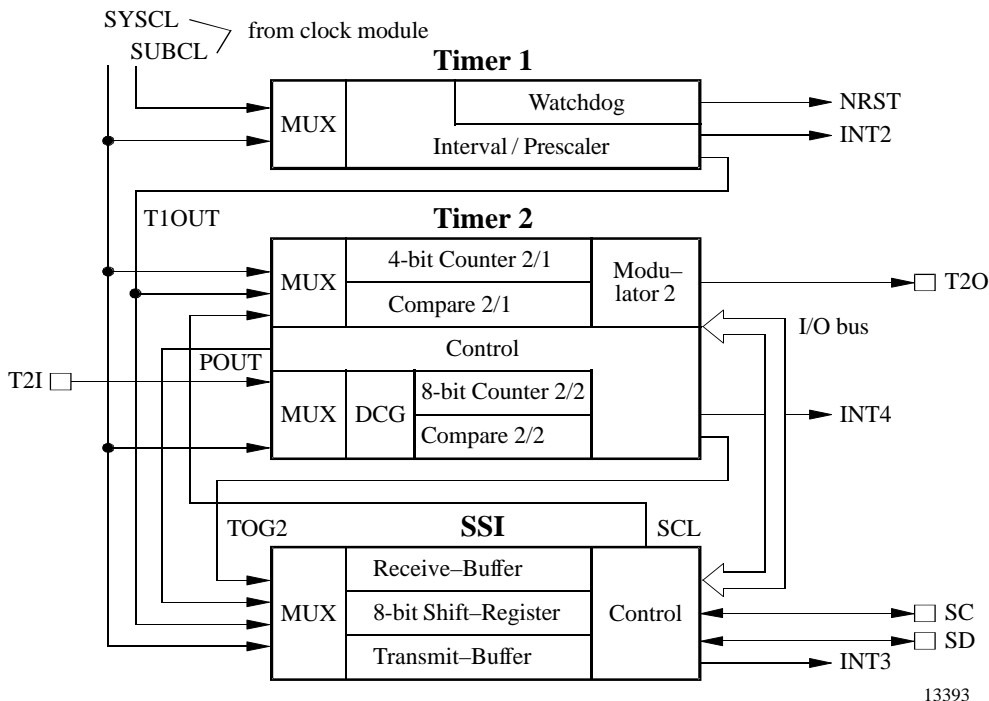 SYSCL
SUBCL
from clock module
Timer 1
MUX
Watchdog
Interval / Prescaler
NRST
INT2
T1OUT
Timer 2
MUX
4-bit Counter 2/1
Compare 2/1
Modu–
lator 2
T2O
I/O bus
POUT
Control
T2I
MUX
DCG
8-bit Counter 2/2
Compare 2/2
INT4
TOG2
SSI
SCL
MUX
Receive–Buffer
8-bit Shift–Register
Transmit–Buffer
Control
SC
SD
INT3
13393